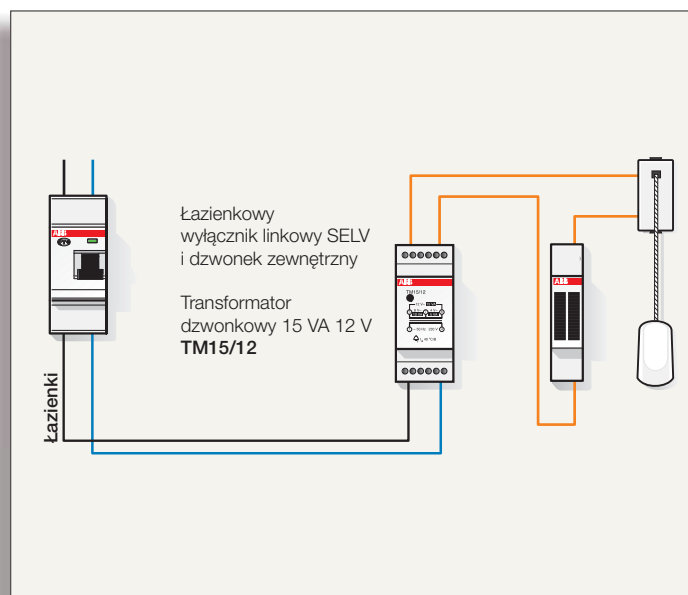 ABB
Łazienki
Łazienkowy
wyłącznik linkowy SELV
i dzwonek zewnętrzny
Transformator
dzwonkowy 15 VA 12 V
TM15/12
ABB
TM15/12
ABB